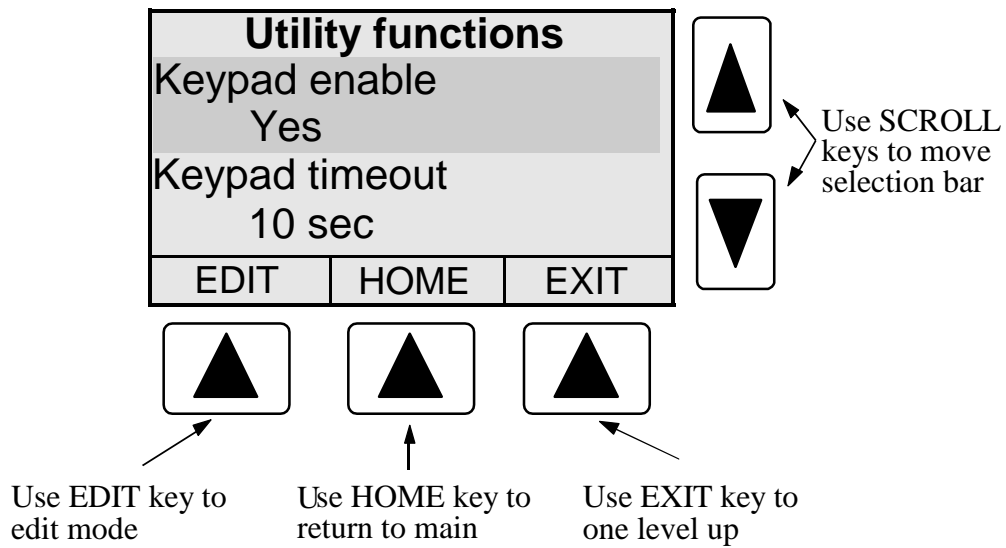 Utility functions
Keypad enable
Yes
Keypad timeout
10 sec
EDIT HOME EXIT
Use SCROLL
keys to move
selection bar
Use EDIT key to
edit mode
Use HOME key to
return to main
Use EXIT key to
one level up